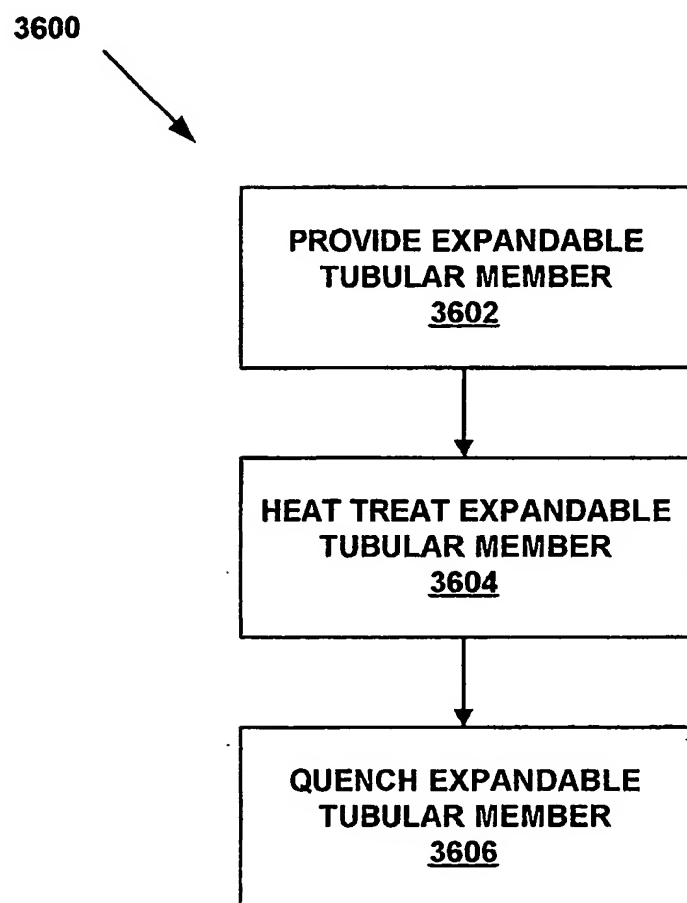 3600
PROVIDE EXPANDABLE
TUBULAR MEMBER
3602
HEAT TREAT EXPANDABLE
TUBULAR MEMBER
3604
QUENCH EXPANDABLE
TUBULAR MEMBER
3606